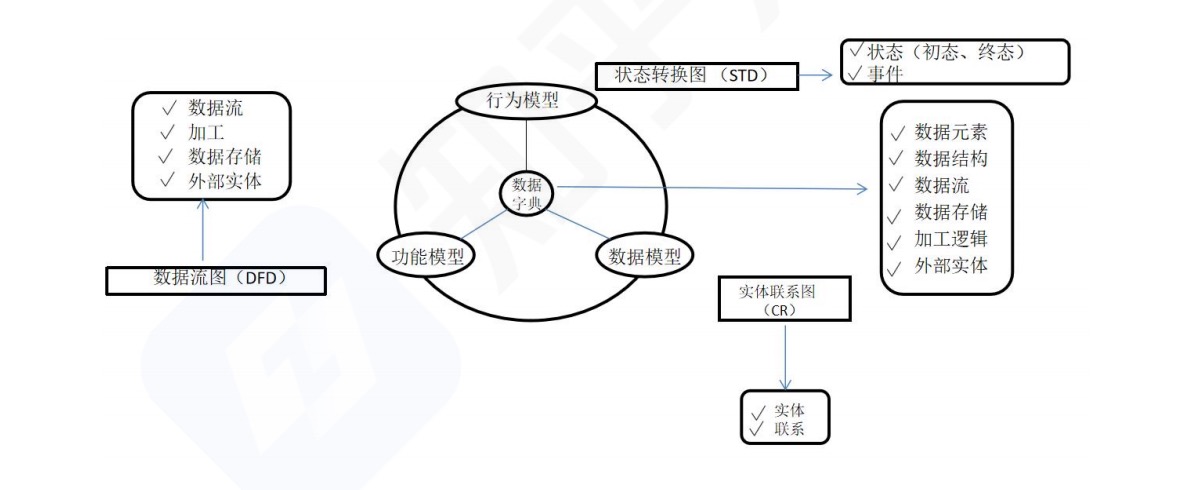 状态转换图（STD）
✓状态（初态、终态）
✓事件
行为模型
✓ 数据流
✓ 加工
✓ 数据存储
✓ 外部实体
数据
字典
✓ 数据元素
✓ 数据结构
✓ 数据流
✓ 数据存储
✓ 加工逻辑
✓ 外部实体
功能模型
数据模型
数据流图（DFD）
实体联系图
（CR）
✓ 实体
✓ 联系